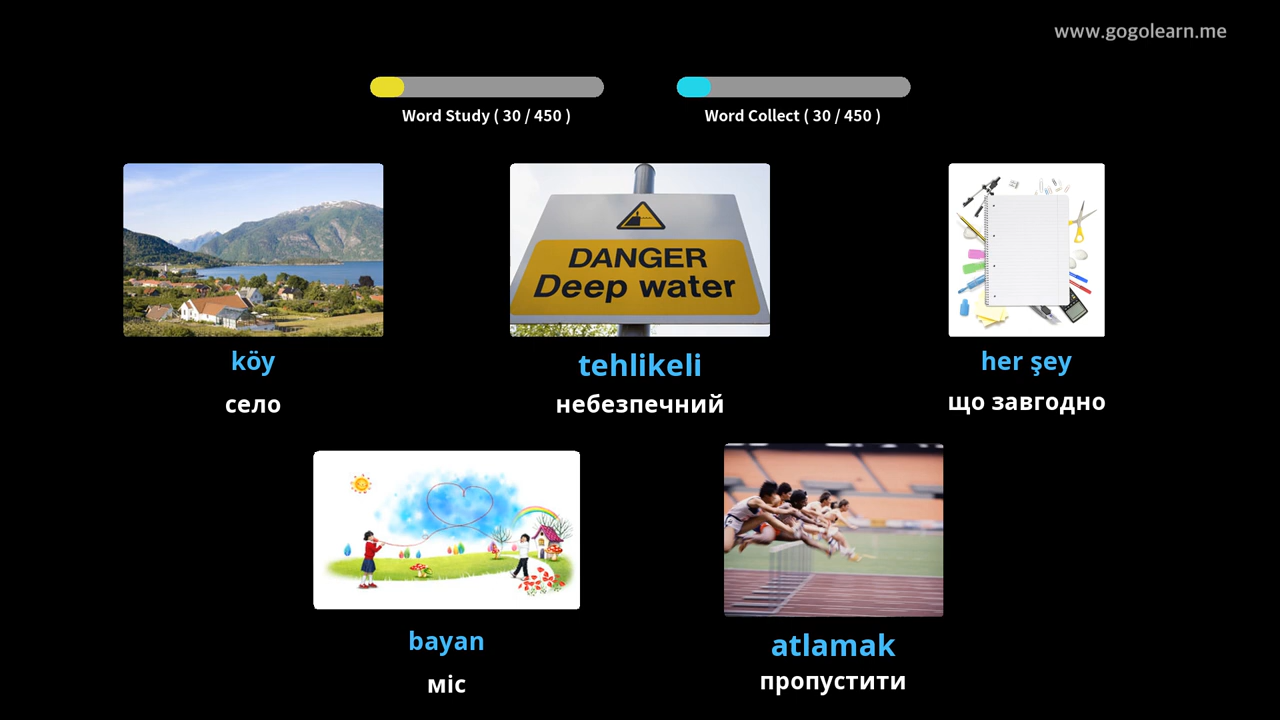 www.gogolearn.me
Word Study ( 30 / 450 )
Word Collect ( 30 / 450 )
DANGER
Deep water
köy
tehlikeli
her şey
село
небезпечний
що завгодно
bayan
atlamak
міс
пропустити